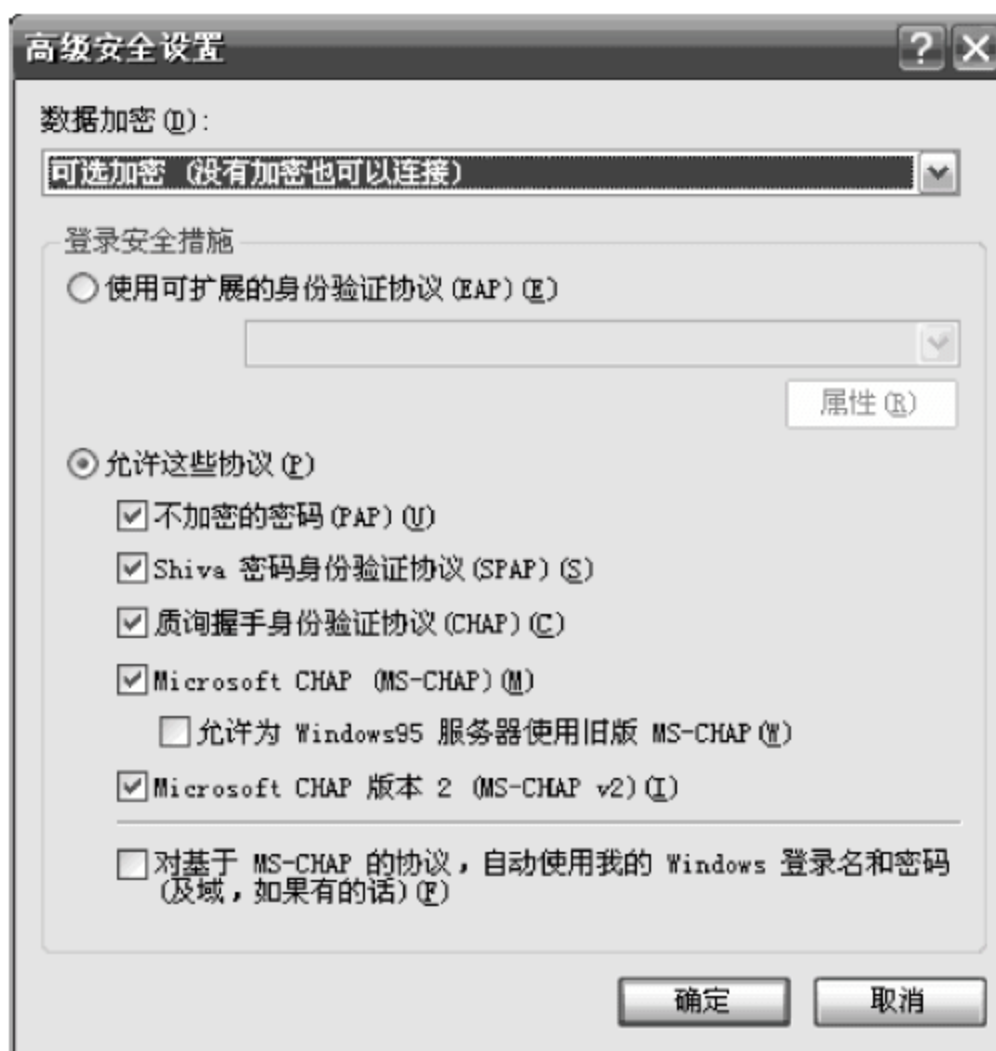 高级安全设置
数据加密(D):
可选加密 (没有加密也可以连接)
登录安全措施
使用可扩展的身份验证协议(EAP)(E)
属性(R)
允许这些协议(P)
不加密的密码(PAP)(U)
Shiva 密码身份验证协议(SPAP)(S)
质询握手身份验证协议(CHAP)(C)
Microsoft CHAP (MS-CHAP)(M)
允许为 Windows95 服务器使用旧版 MS-CHAP(W)
Microsoft CHAP 版本 2 (MS-CHAP v2)(I)
对基于 MS-CHAP 的协议，自动使用我的 Windows 登录名和密码
(及域，如果有的话)(F)
确定 取消